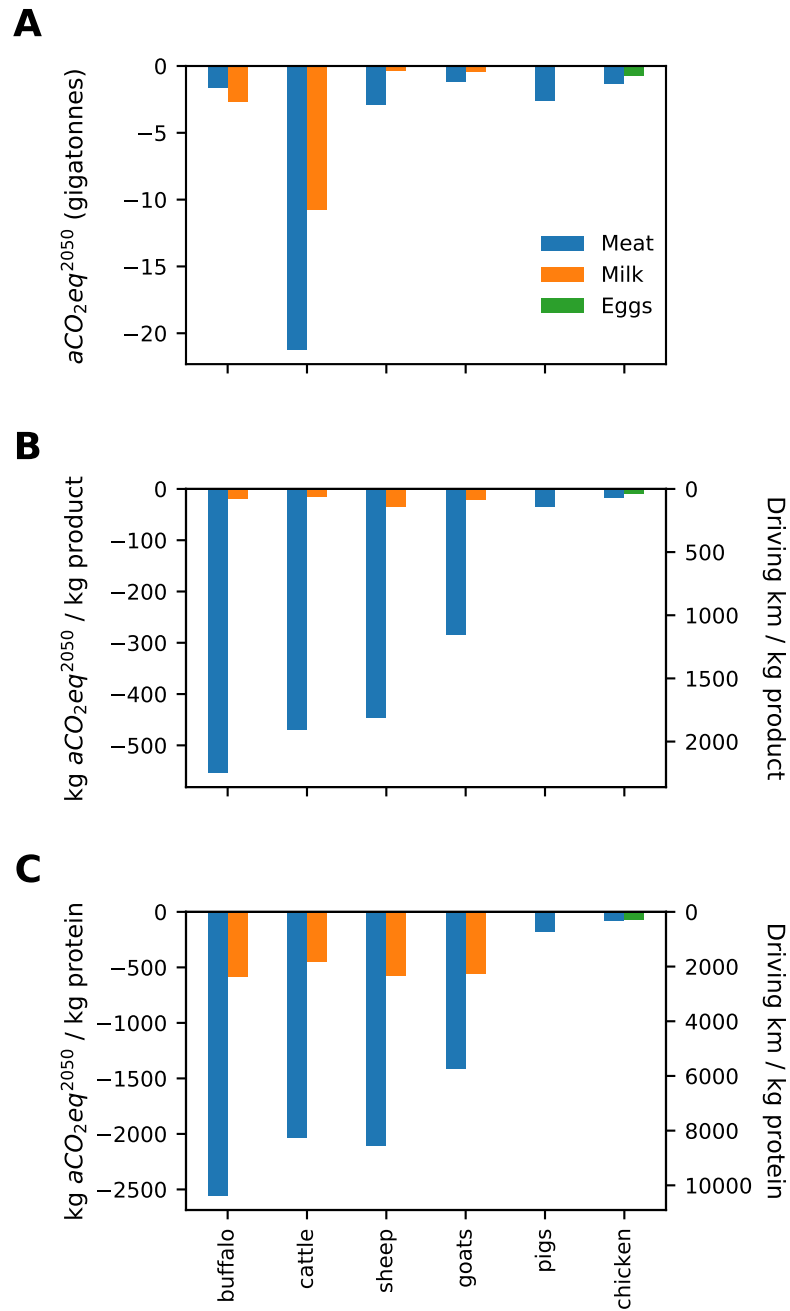 A
aCO₂eq²⁰⁵⁰ (gigatonnes)
0
−5
−10
−15
−20
Meat
Milk
Eggs
B
kg aCO₂eq²⁰⁵⁰ / kg product
0
−100
−200
−300
−400
−500
0
500
1000
1500
2000
Driving km / kg product
C
kg aCO₂eq²⁰⁵⁰ / kg protein
0
−500
−1000
−1500
−2000
−2500
0
2000
4000
6000
8000
10000
Driving km / kg protein
buffalo
cattle
sheep
goats
pigs
chicken